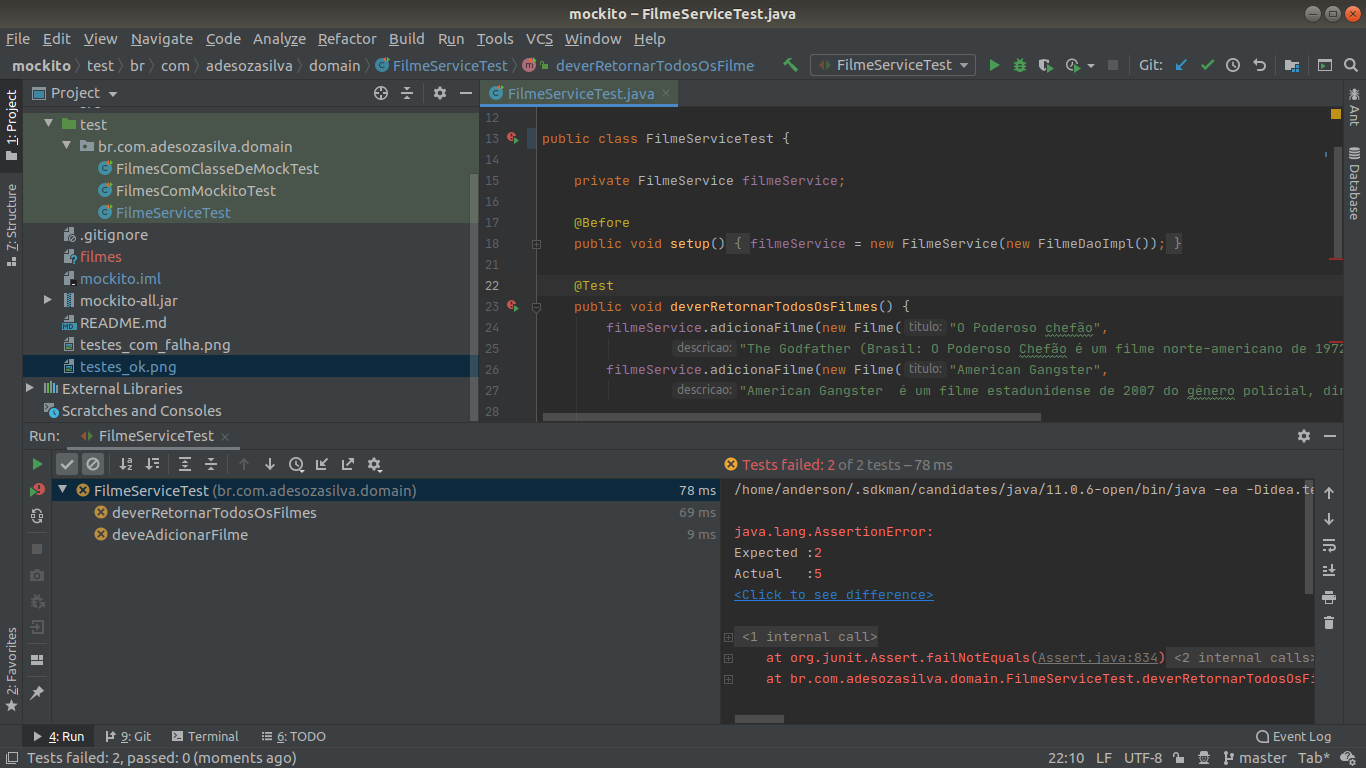 mockito – FilmeServiceTest.java
File Edit View Navigate Code Analyze Refactor Build Run Tools VCS Window Help
mockito test br com adesozasilva domain FilmeServiceTest deverRetornarTodosOsFilme
FilmeServiceTest Git:
1: Project
7: Structure
2: Favorites
Project
test
br.com.adesozasilva.domain
FilmesComClasseDeMockTest
FilmesComMockitoTest
FilmeServiceTest
.gitignore
filmes
mockito.iml
mockito-all.jar
README.md
testes_com_falha.png
testes_ok.png
External Libraries
Scratches and Consoles
FilmeServiceTest.java
12
13 public class FilmeServiceTest {
14
15 private FilmeService filmeService;
16
17 @Before
18 public void setup() { filmeService = new FilmeService(new FilmeDaoImpl()); }
21
22 @Test
23 public void deverRetornarTodosOsFilmes() {
24 filmeService.adicionaFilme(new Filme( titulo: "O Poderoso chefão",
25 descricao: "The Godfather (Brasil: O Poderoso Chefão é um filme norte-americano de 1972
26 filmeService.adicionaFilme(new Filme( titulo: "American Gangster",
27 descricao: "American Gangster  é um filme estadunidense de 2007 do gênero policial, dir
28
Ant
Database
Run: FilmeServiceTest
Tests failed: 2 of 2 tests – 78 ms
FilmeServiceTest (br.com.adesozasilva.domain) 78 ms
deverRetornarTodosOsFilmes 69 ms
deveAdicionarFilme 9 ms
/home/anderson/.sdkman/candidates/java/11.0.6-open/bin/java -ea -Didea.te
java.lang.AssertionError:
Expected :2
Actual   :5
<Click to see difference>
<1 internal call>
at org.junit.Assert.failNotEquals(Assert.java:834) <2 internal calls>
at br.com.adesozasilva.domain.FilmeServiceTest.deverRetornarTodosOsFi
4: Run 9: Git Terminal 6: TODO Event Log
Tests failed: 2, passed: 0 (moments ago) 22:10 LF UTF-8 master Tab*